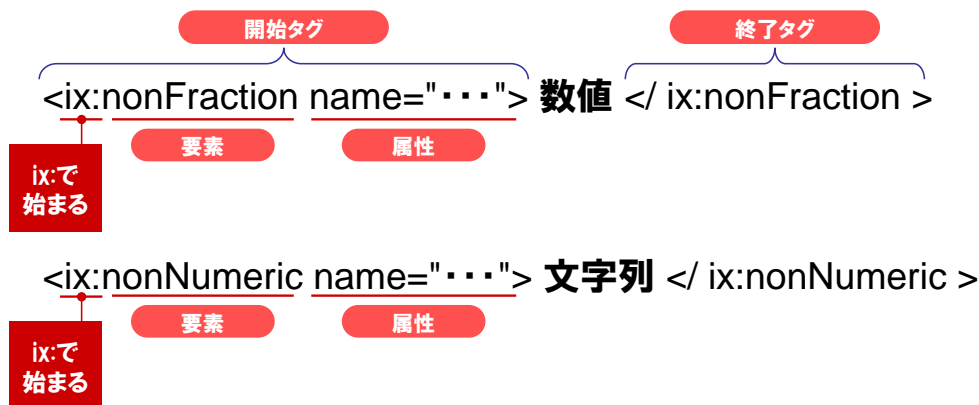 開始タグ 終了タグ
<ix:nonFraction name="･･･"> 数値 </ ix:nonFraction >
要素 属性
ix:で
始まる
<ix:nonNumeric name="･･･"> 文字列 </ ix:nonNumeric >
要素 属性
ix:で
始まる